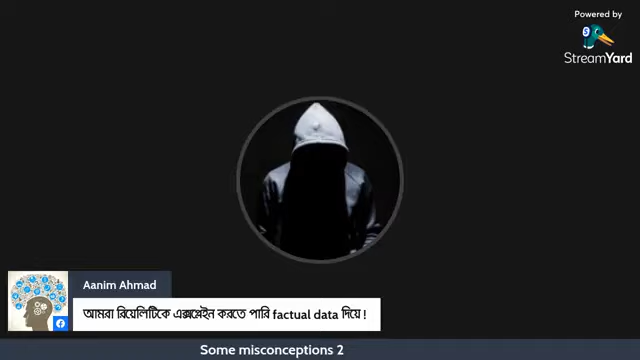 Powered by
StreamYard
Aanim Ahmad
আমরা রিয়েলিটিকে এক্সপ্লেইন করতে পারি factual data দিয়ে !
Some misconceptions 2